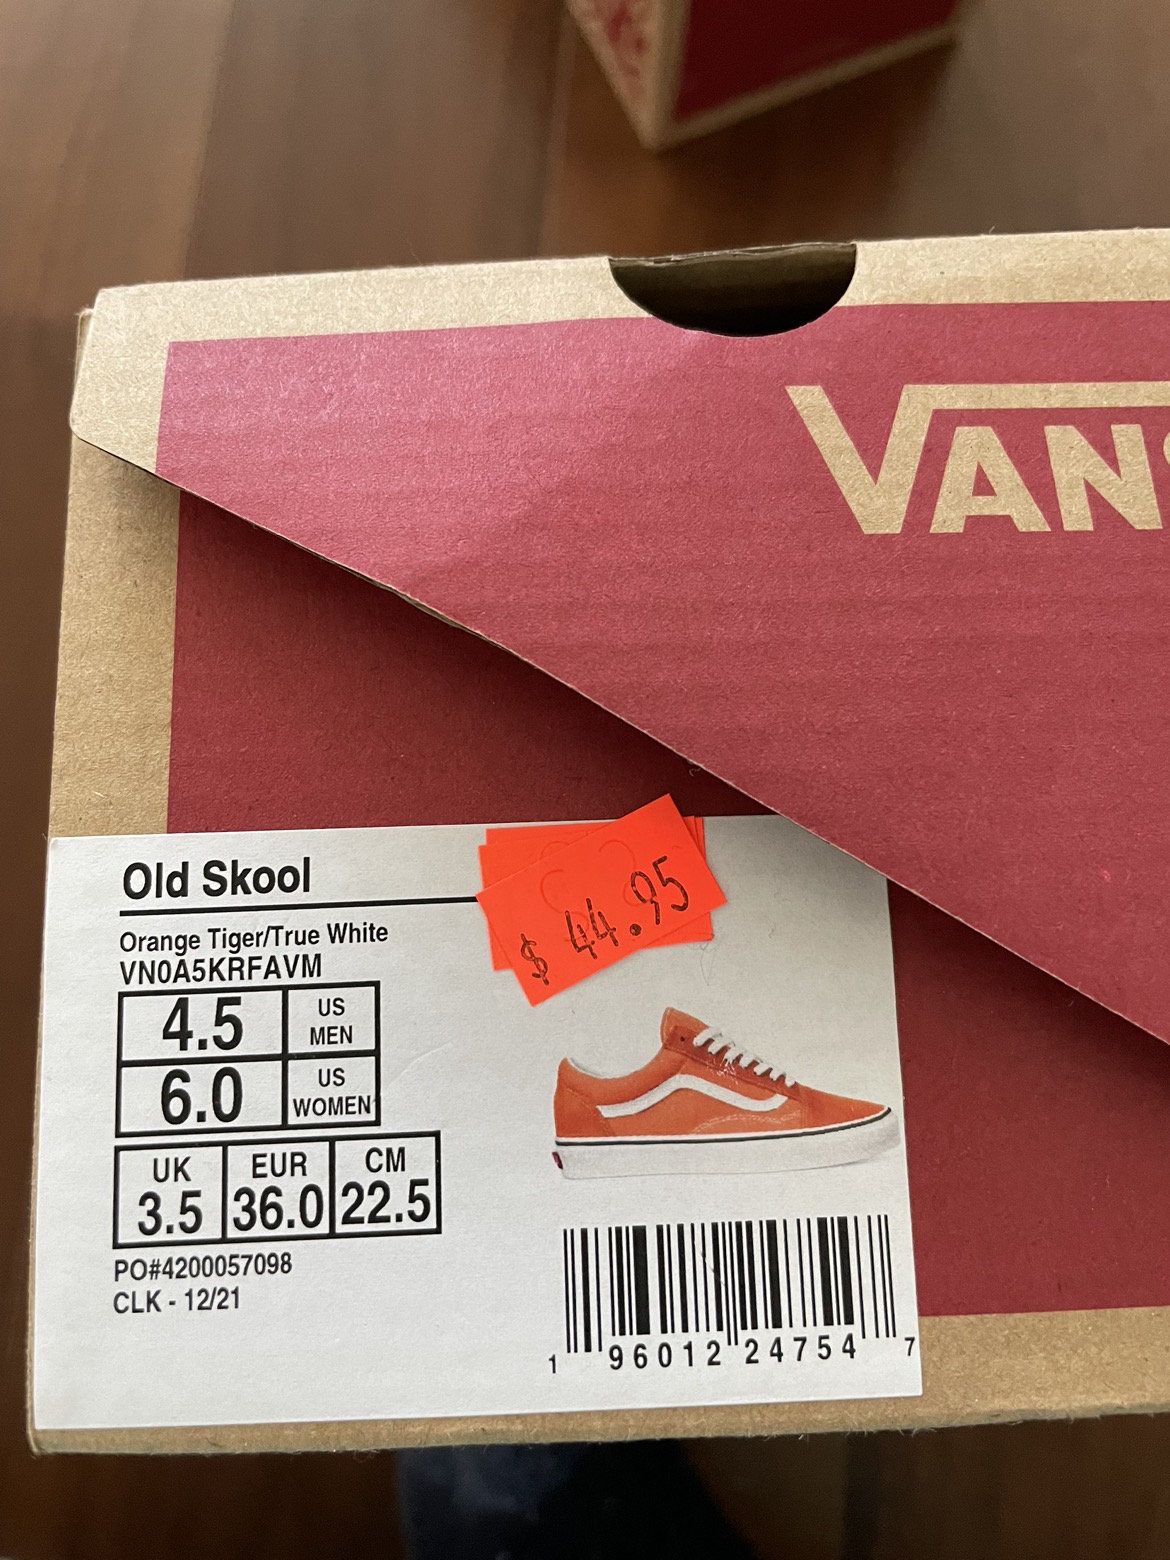 VANS
Old Skool
$ 44.95
Orange Tiger/True White
VN0A5KRFAVM
4.5 US MEN
6.0 US WOMEN
UK EUR CM
3.5 36.0 22.5
PO#4200057098
CLK - 12/21
1 96012 24754 7